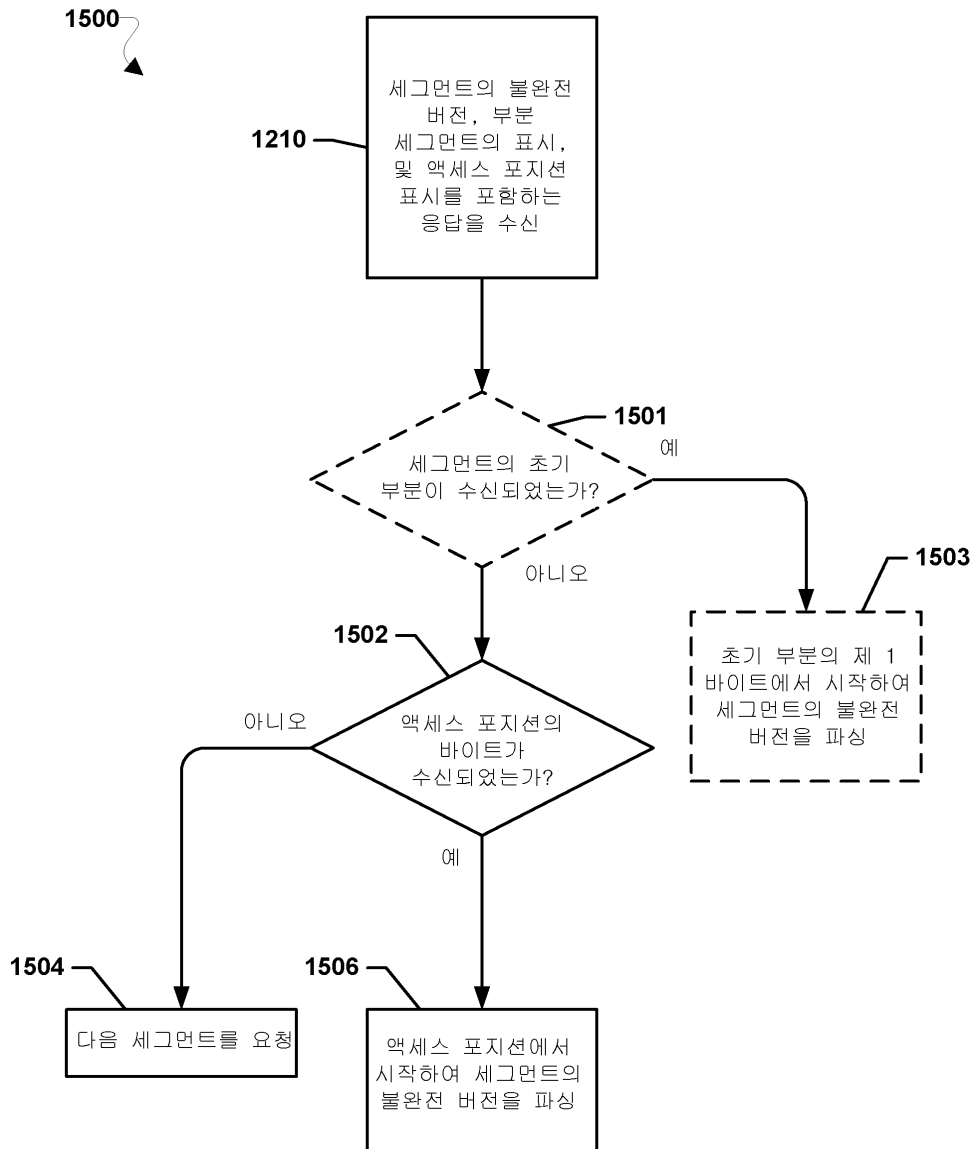 1500
1210
세그먼트의 불완전
버전, 부분
세그먼트의 표시,
및 액세스 포지션
표시를 포함하는
응답을 수신
1501
예
세그먼트의 초기
부분이 수신되었는가?
아니오
1503
초기 부분의 제 1
바이트에서 시작하여
세그먼트의 불완전
버전을 파싱
1502
아니오
액세스 포지션의
바이트가
수신되었는가?
예
1504
다음 세그먼트를 요청
1506
액세스 포지션에서
시작하여 세그먼트의
불완전 버전을 파싱